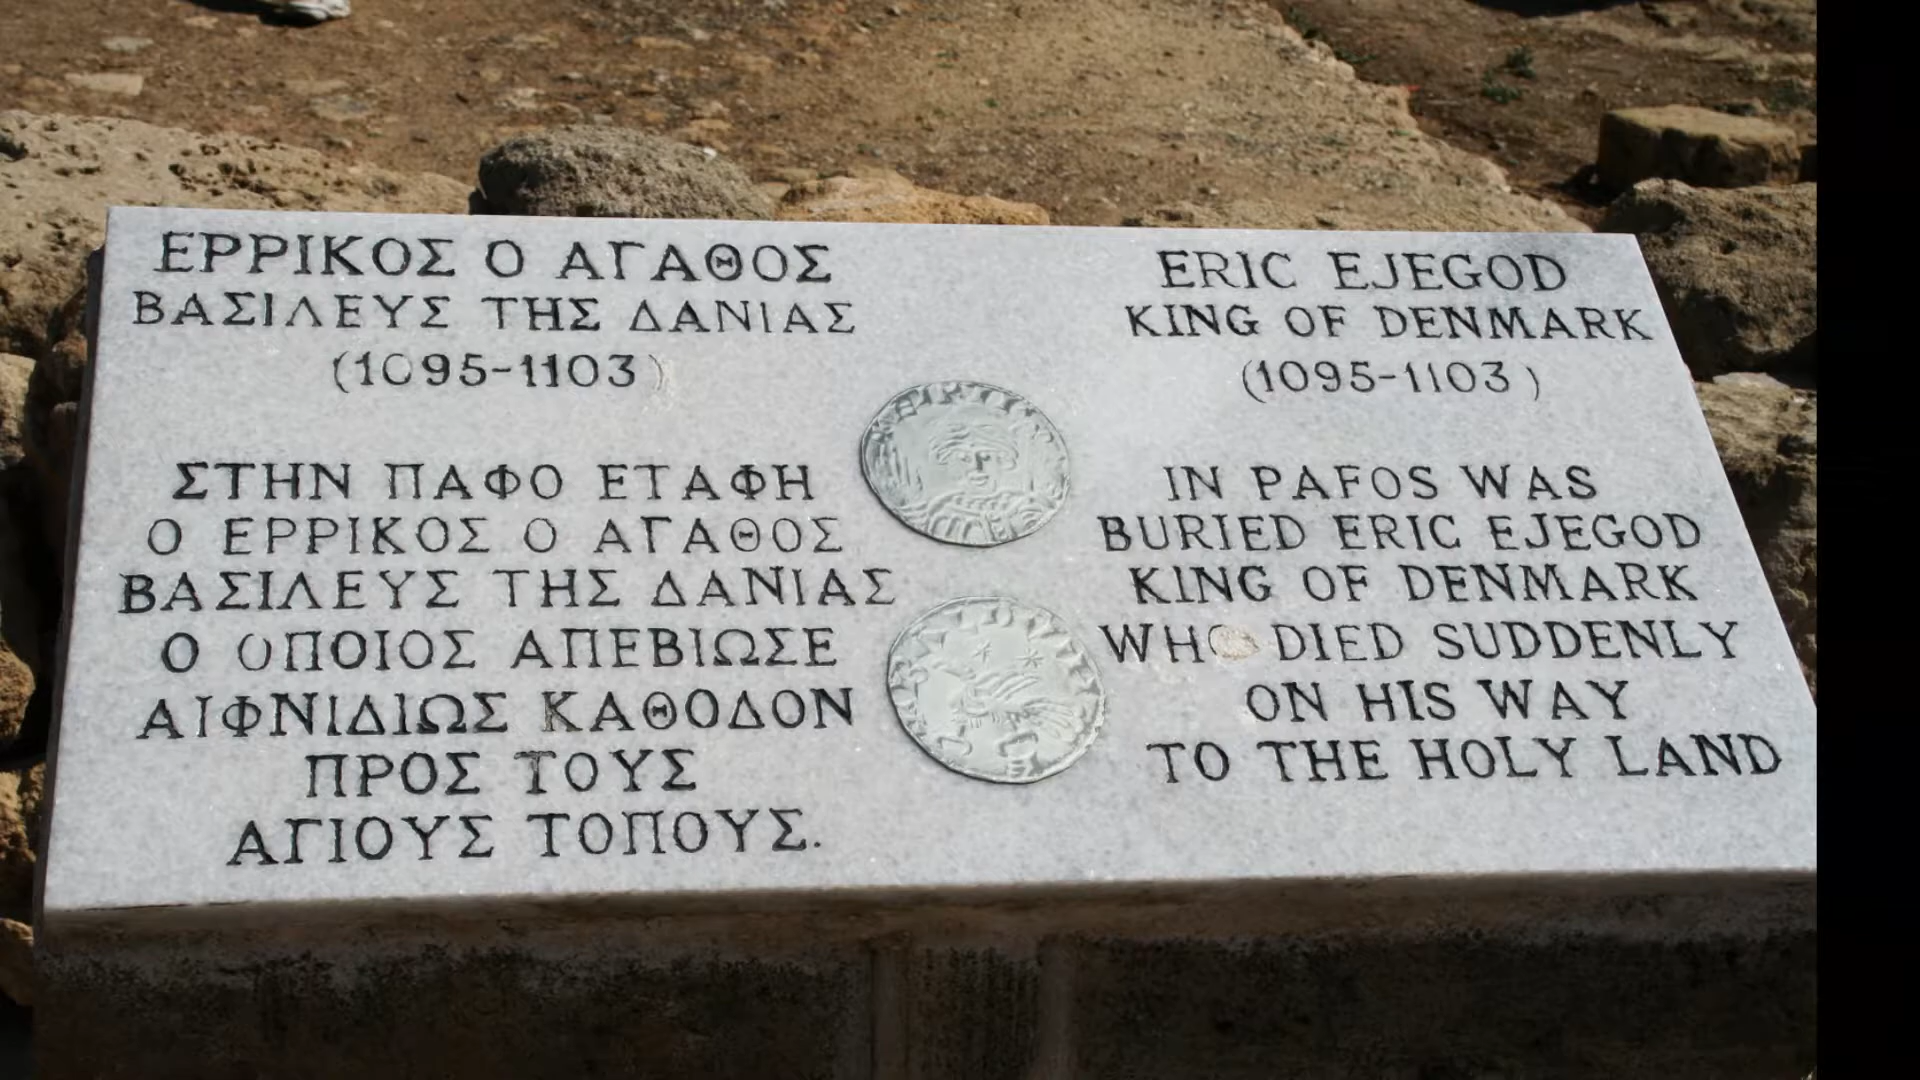 ΕΡΡΙΚΟΣ Ο ΑΓΑΘΟΣ
ΒΑΣΙΛΕΥΣ ΤΗΣ ΔΑΝΙΑΣ
(1095-1103)
ΣΤΗΝ ΠΑΦΟ ΕΤΑΦΗ
Ο ΕΡΡΙΚΟΣ Ο ΑΓΑΘΟΣ
ΒΑΣΙΛΕΥΣ ΤΗΣ ΔΑΝΙΑΣ
Ο ΟΠΟΙΟΣ ΑΠΕΒΙΩΣΕ
ΑΙΦΝΙΔΙΩΣ ΚΑΘΟΔΟΝ
ΠΡΟΣ ΤΟΥΣ
ΑΓΙΟΥΣ ΤΟΠΟΥΣ.
ERIC EJEGOD
KING OF DENMARK
(1095-1103)
IN PAFOS WAS
BURIED ERIC EJEGOD
KING OF DENMARK
WHO DIED SUDDENLY
ON HIS WAY
TO THE HOLY LAND